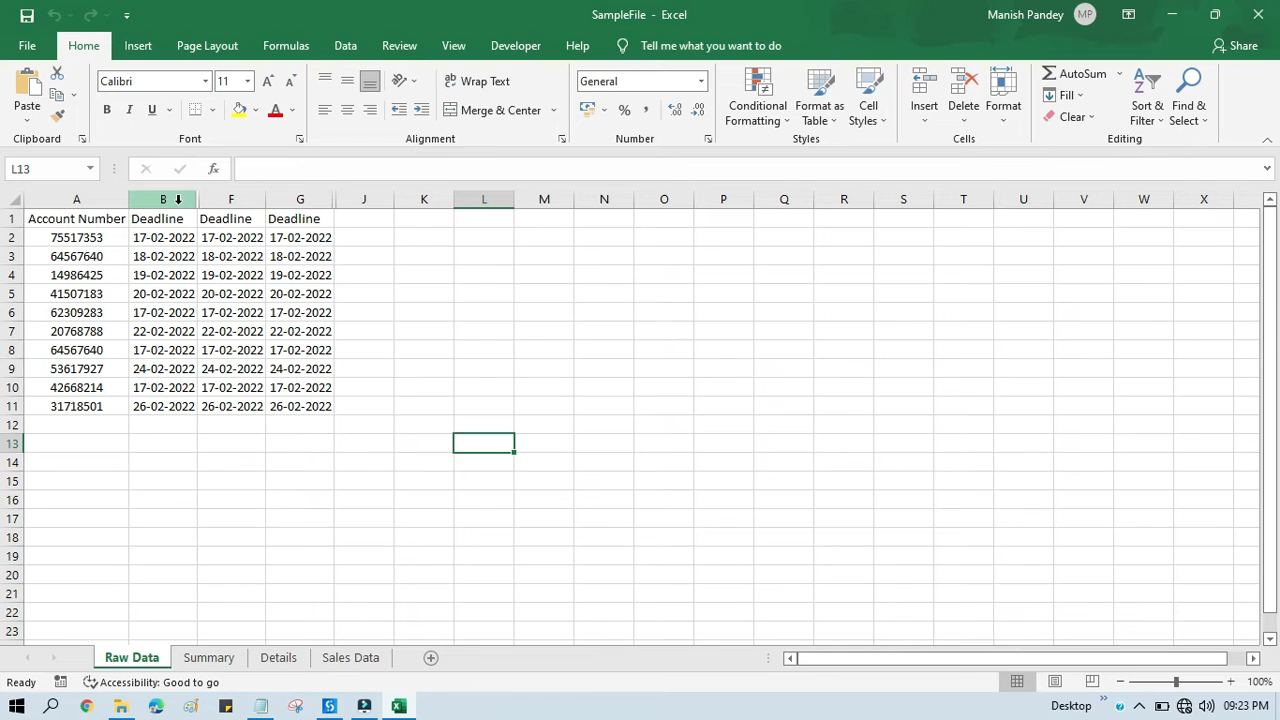 SampleFile - Excel
Manish Pandey MP
File Home Insert Page Layout Formulas Data Review View Developer Help Tell me what you want to do Share
Paste
Clipboard
Calibri 11
B I U
Font
Wrap Text
Merge & Center
Alignment
General
Number
Conditional Formatting
Format as Table
Cell Styles
Styles
Insert
Delete
Format
Cells
AutoSum
Fill
Clear
Sort & Filter
Find & Select
Editing
L13 fx
A B F G J K L M N O P Q R S T U V W X
1 Account Number Deadline Deadline Deadline
2 75517353 17-02-2022 17-02-2022 17-02-2022
3 64567640 18-02-2022 18-02-2022 18-02-2022
4 14986425 19-02-2022 19-02-2022 19-02-2022
5 41507183 20-02-2022 20-02-2022 20-02-2022
6 62309283 17-02-2022 17-02-2022 17-02-2022
7 20768788 22-02-2022 22-02-2022 22-02-2022
8 64567640 17-02-2022 17-02-2022 17-02-2022
9 53617927 24-02-2022 24-02-2022 24-02-2022
10 42668214 17-02-2022 17-02-2022 17-02-2022
11 31718501 26-02-2022 26-02-2022 26-02-2022
12
13
14
15
16
17
18
19
20
21
22
23
Raw Data Summary Details Sales Data
Ready Accessibility: Good to go 100%
Desktop 09:23 PM